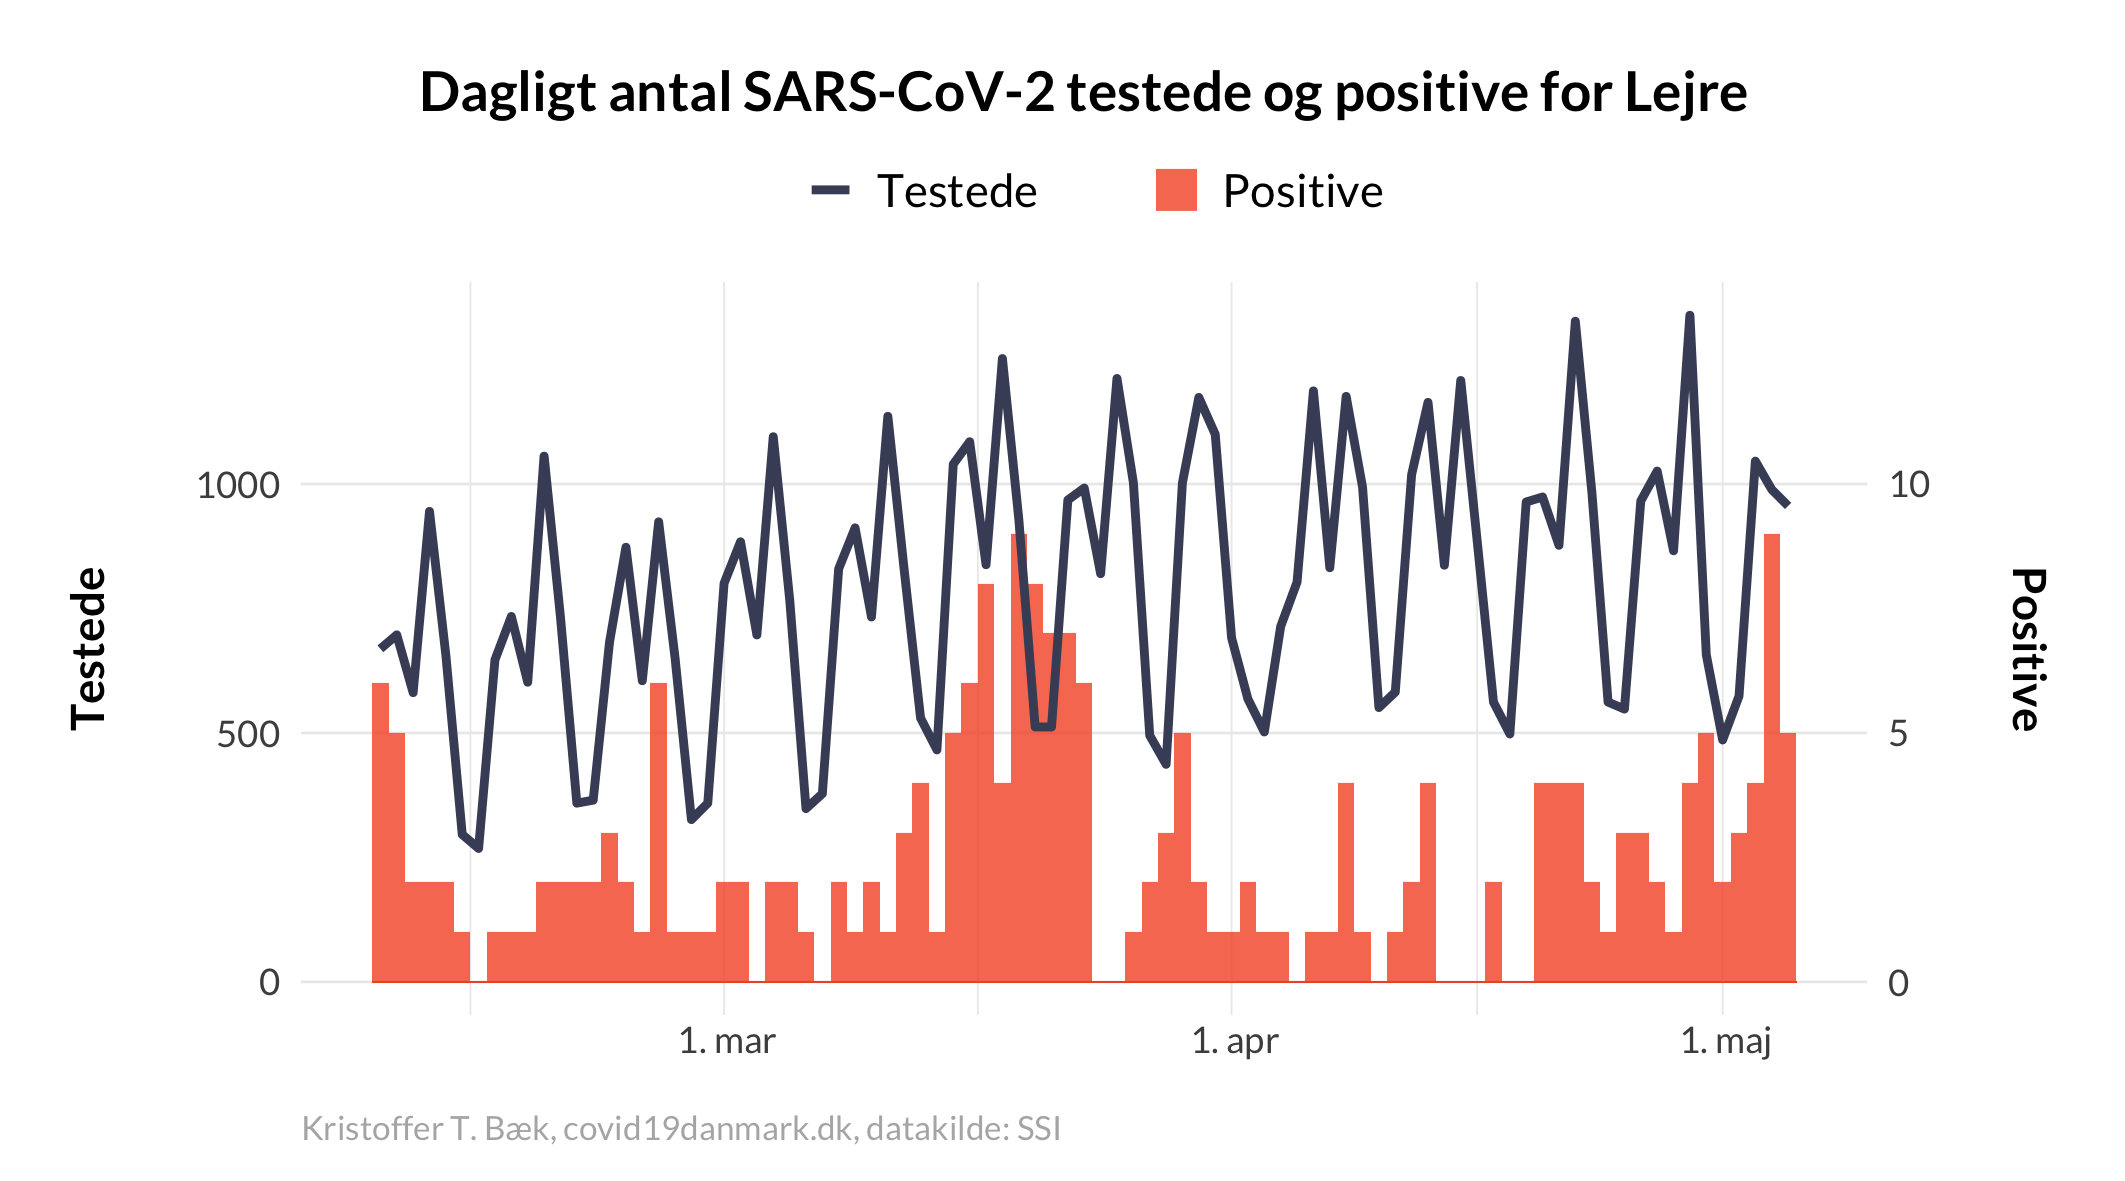 Dagligt antal SARS-CoV-2 testede og positive for Lejre
Testede
Positive
1000
500
0
10
5
0
Testede
Positive
1. mar
1. apr
1. maj
Kristoffer T. Bæk, covid19danmark.dk, datakilde: SSI